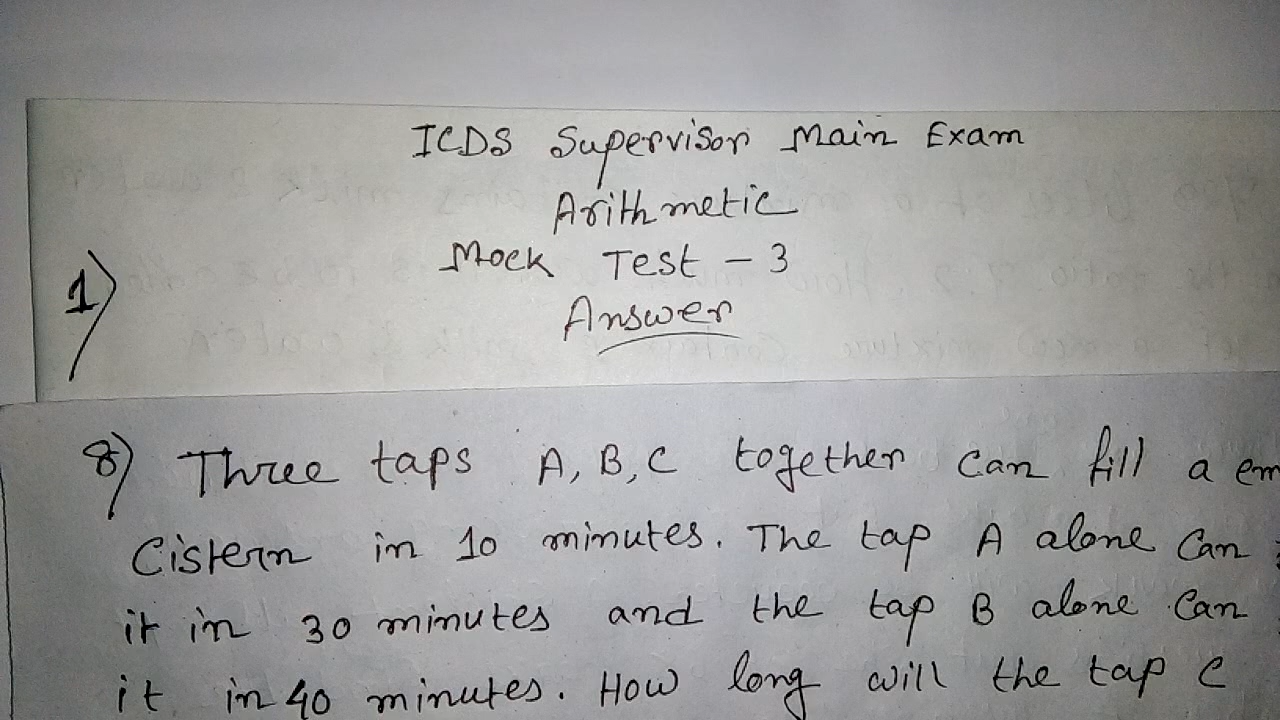 ICDS Supervisor Main Exam
Arithmetic
Mock Test - 3
1)
Answer
8) Three taps A, B, C together can fill a em
Cistern in 10 minutes. The tap A alone can
it in 30 minutes and the tap B alone can
it in 40 minutes. How long will the tap C